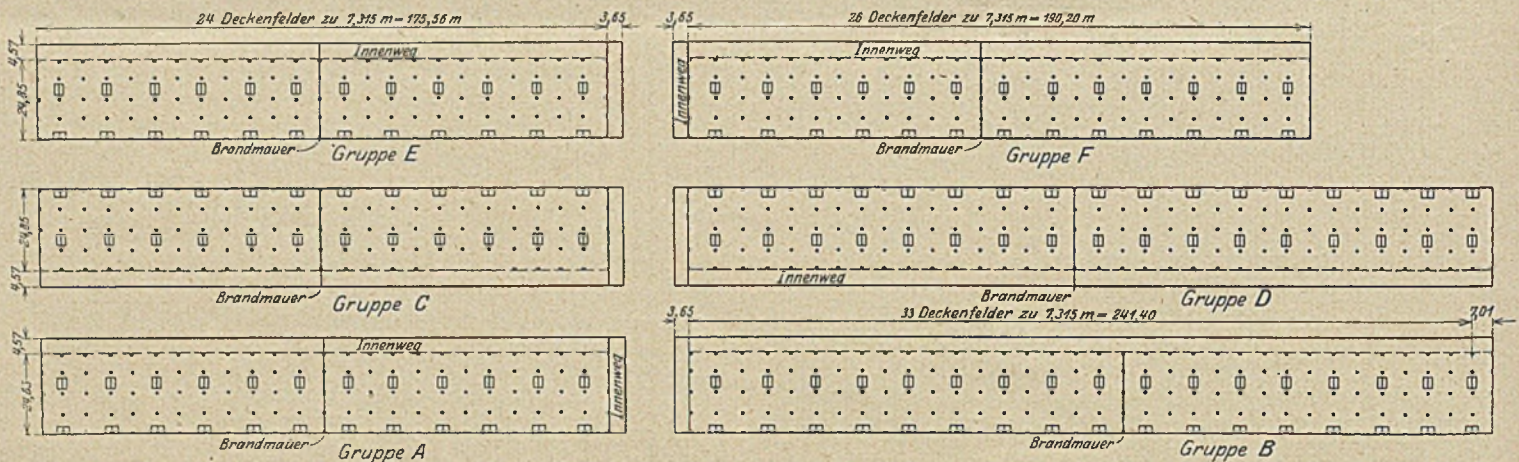 24 Deckenfelder zu 7,315 m = 175,56 m
3,65
3,65
26 Deckenfelder zu 7,315 m = 190,20 m
4,57
24,85
Innenweg
Innenweg
Innenweg
Brandmauer
Gruppe E
Brandmauer
Gruppe F
24,85
4,57
Innenweg
Brandmauer
Gruppe C
Brandmauer
Gruppe D
3,65
33 Deckenfelder zu 7,315 m = 241,40
7,01
4,57
24,63
Innenweg
Innenweg
Brandmauer
Gruppe A
Brandmauer
Gruppe B